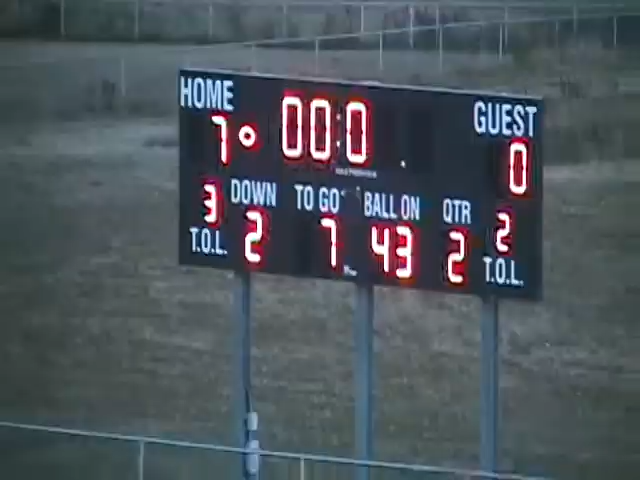 HOME 00:0 GUEST
7 0
3 DOWN TO GO BALL ON QTR 2
T.O.L. 2 7 43 2 T.O.L.